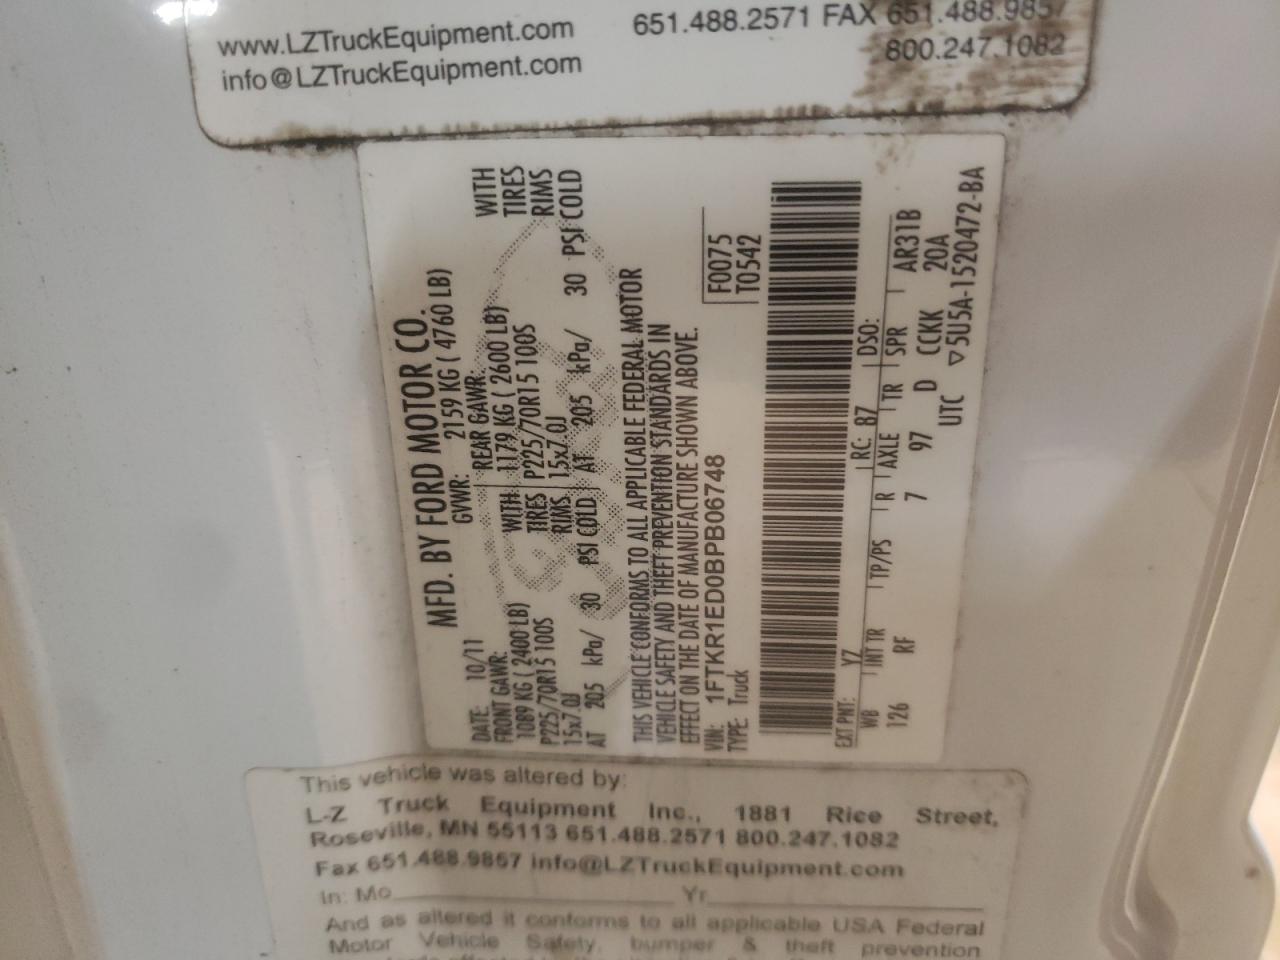 www.LZTruckEquipment.com
info@LZTruckEquipment.com
651.488.2571 FAX 651.488.9857
800.247.1082
MFD. BY FORD MOTOR CO.
DATE: 10/11 GVWR: 2159 KG ( 4760 LB)
FRONT GAWR: REAR GAWR:
1089 KG ( 2400 LB) WITH 1179 KG ( 2600 LB) WITH
P225/70R15 100S TIRES P225/70R15 100S TIRES
15x7.0J RIMS 15x7.0J RIMS
AT 205 kPa/ 30 PSI COLD AT 205 kPa/ 30 PSI COLD
THIS VEHICLE CONFORMS TO ALL APPLICABLE FEDERAL MOTOR
VEHICLE SAFETY AND THEFT PREVENTION STANDARDS IN
EFFECT ON THE DATE OF MANUFACTURE SHOWN ABOVE.
VIN: 1FTKR1ED0BPB06748 F0075
TYPE: Truck T0542
EXT PNT: YZ RC: 87 DSO:
WB INT TR TP/PS R AXLE TR SPR AR31B
126 RF 7 97 D CCKK 20A
UTC ▽5U5A-1520472-BA
This vehicle was altered by:
L-Z Truck Equipment Inc., 1881 Rice Street,
Roseville, MN 55113 651.488.2571 800.247.1082
Fax 651.488.9857 info@LZTruckEquipment.com
In: Mo Yr
And as altered it conforms to all applicable USA Federal
Motor Vehicle Safety, bumper & theft prevention